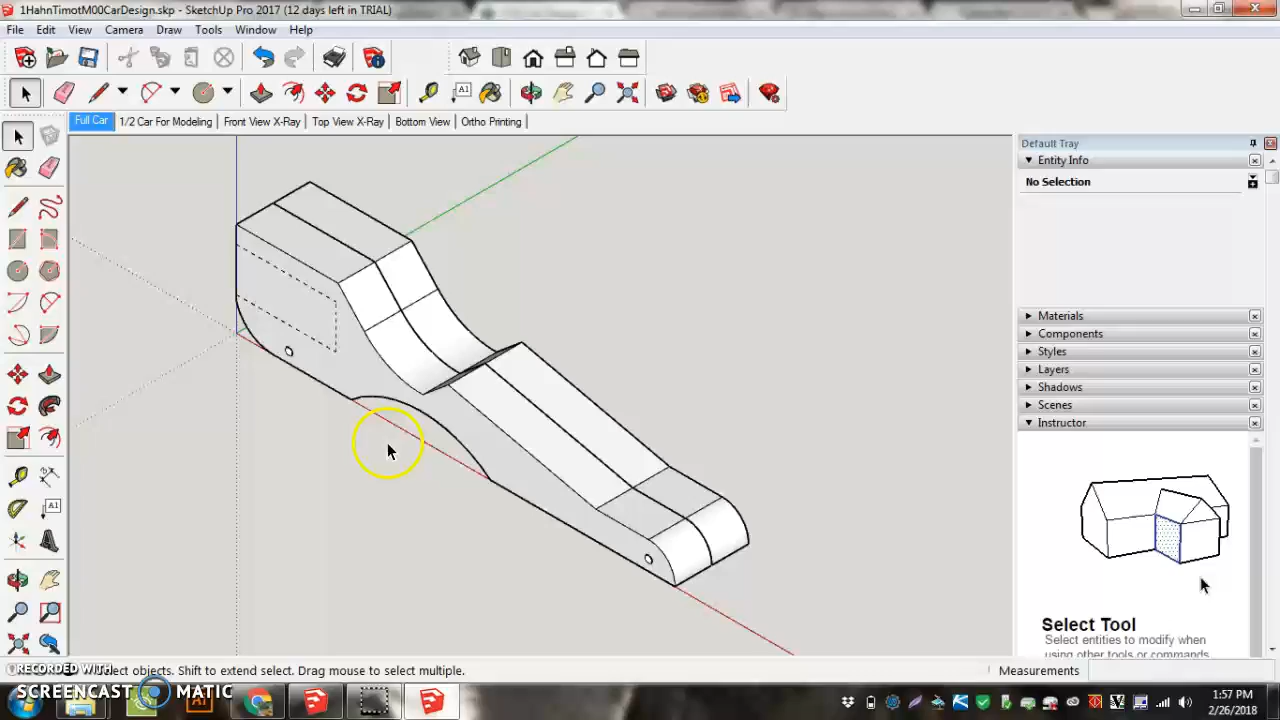 1HahnTimotM00CarDesign.skp - SketchUp Pro 2017 (12 days left in TRIAL)
File Edit View Camera Draw Tools Window Help
A1
Full Car 1/2 Car For Modeling Front View X-Ray Top View X-Ray Bottom View Ortho Printing
Default Tray
Entity Info
No Selection
Materials
Components
Styles
Layers
Shadows
Scenes
Instructor
A1
Select Tool
Select entities to modify when
using other tools or commands
select objects. Shift to extend select. Drag mouse to select multiple.
Measurements
RECORDED WITH
SCREENCAST MATIC
Ai
1:57 PM
2/26/2018